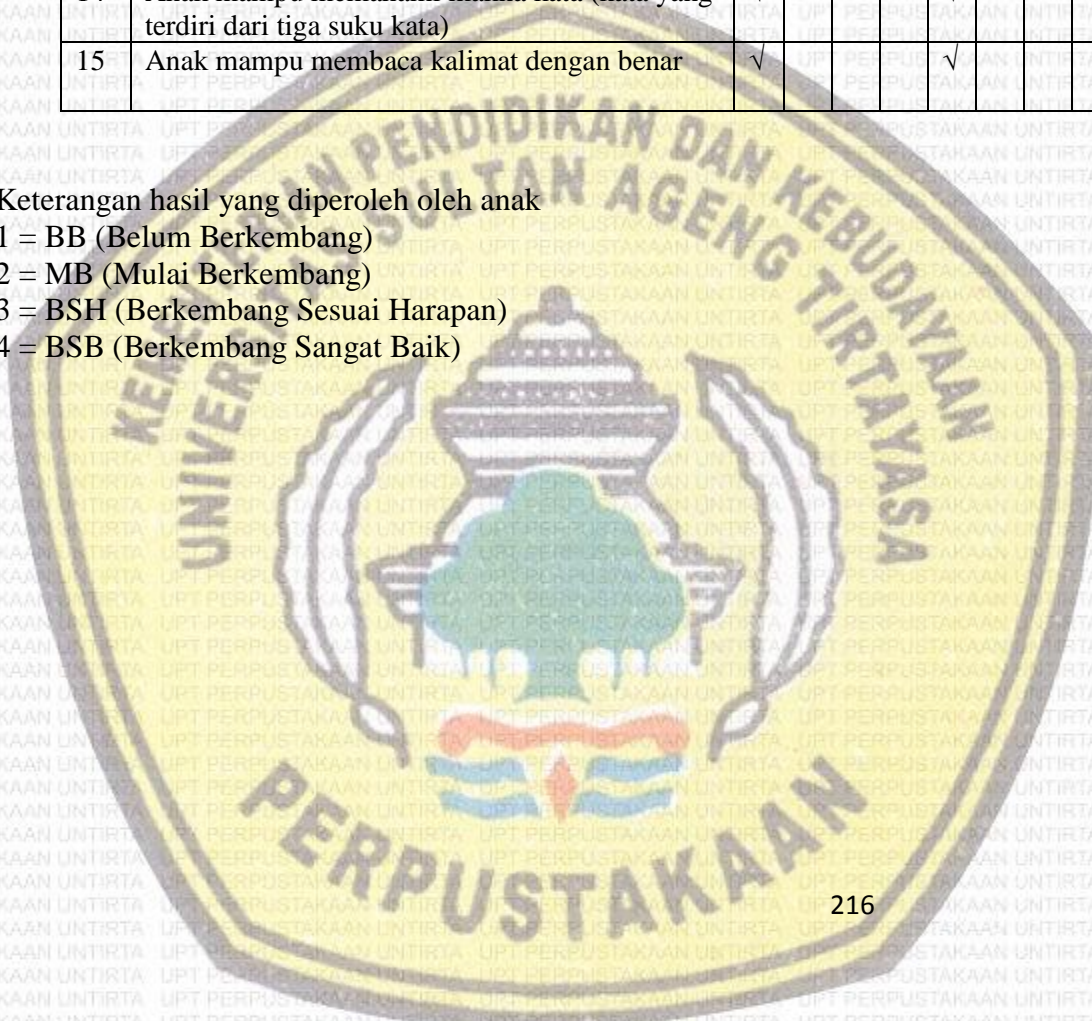 terdiri dari tiga suku kata)
15 Anak mampu membaca kalimat dengan benar √ √
Keterangan hasil yang diperoleh oleh anak
1 = BB (Belum Berkembang)
2 = MB (Mulai Berkembang)
3 = BSH (Berkembang Sesuai Harapan)
4 = BSB (Berkembang Sangat Baik)
KEMENTERIAN PENDIDIKAN DAN KEBUDAYAAN
UNIVERSITAS SULTAN AGENG TIRTAYASA
PERPUSTAKAAN
216